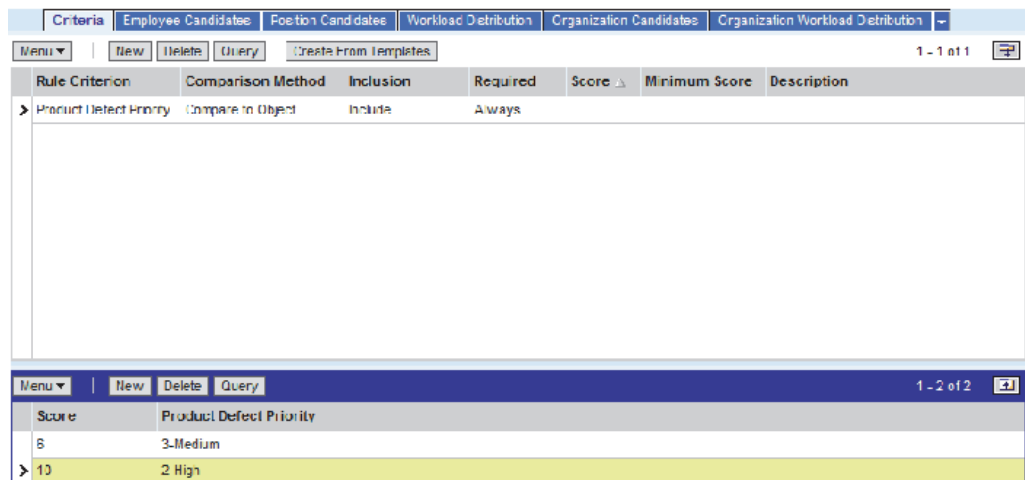 Criteria Employee Candidates Position Candidates Workload Distribution Organization Candidates Organization Workload Distribution
Menu New Delete Query Create From Templates 1 - 1 of 1
Rule Criterion Comparison Method Inclusion Required Score Minimum Score Description
Product Defect Priority Compare to Object Include Always
Menu New Delete Query 1 - 2 of 2
Score Product Defect Priority
3-Medium
10 2-High